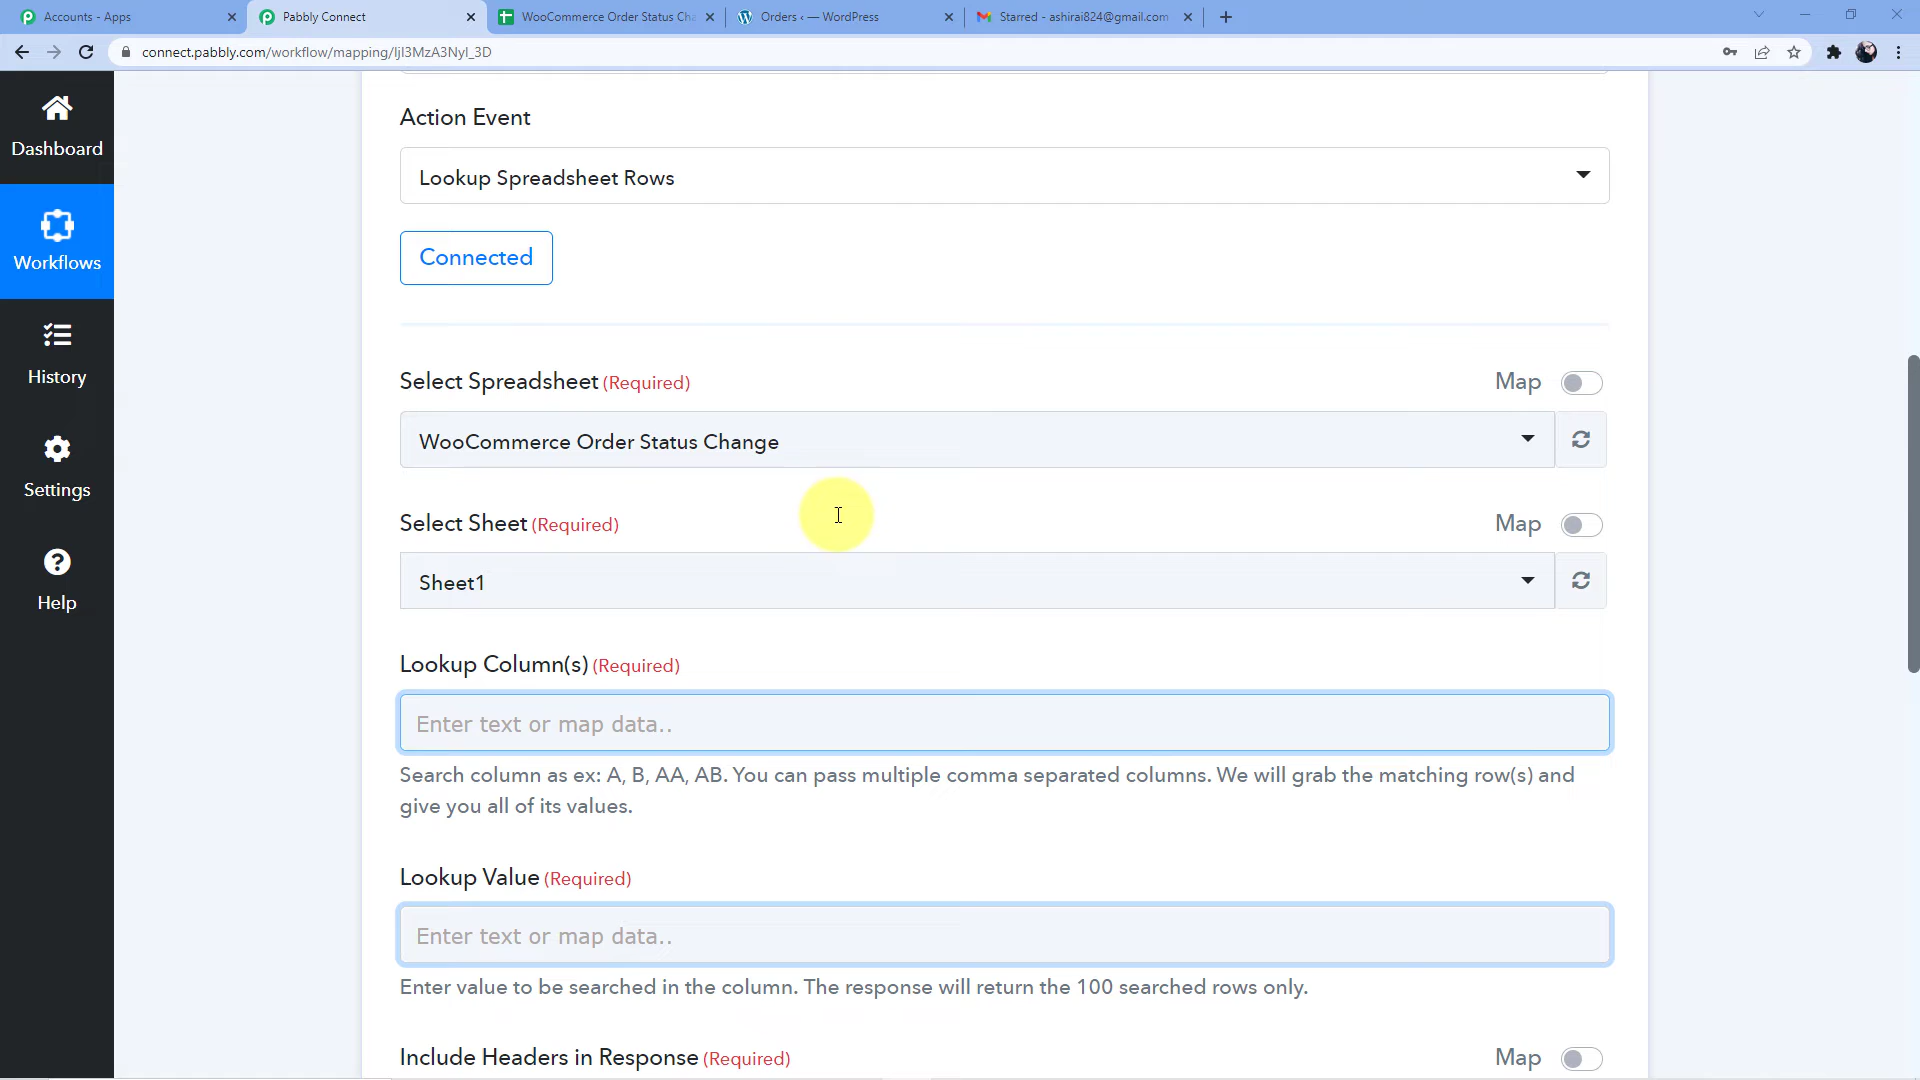 Accounts - Apps
Pabbly Connect
WooCommerce Order Status Cha
Orders ‹ — WordPress
Starred - ashirai824@gmail.com
connect.pabbly.com/workflow/mapping/IjI3MzA3NyI_3D
Dashboard
Workflows
History
Settings
Help
Action Event
Lookup Spreadsheet Rows
Connected
Select Spreadsheet (Required)
Map
WooCommerce Order Status Change
Select Sheet (Required)
Map
Sheet1
Lookup Column(s) (Required)
Enter text or map data..
Search column as ex: A, B, AA, AB. You can pass multiple comma separated columns. We will grab the matching row(s) and
give you all of its values.
Lookup Value (Required)
Enter text or map data..
Enter value to be searched in the column. The response will return the 100 searched rows only.
Include Headers in Response (Required)
Map